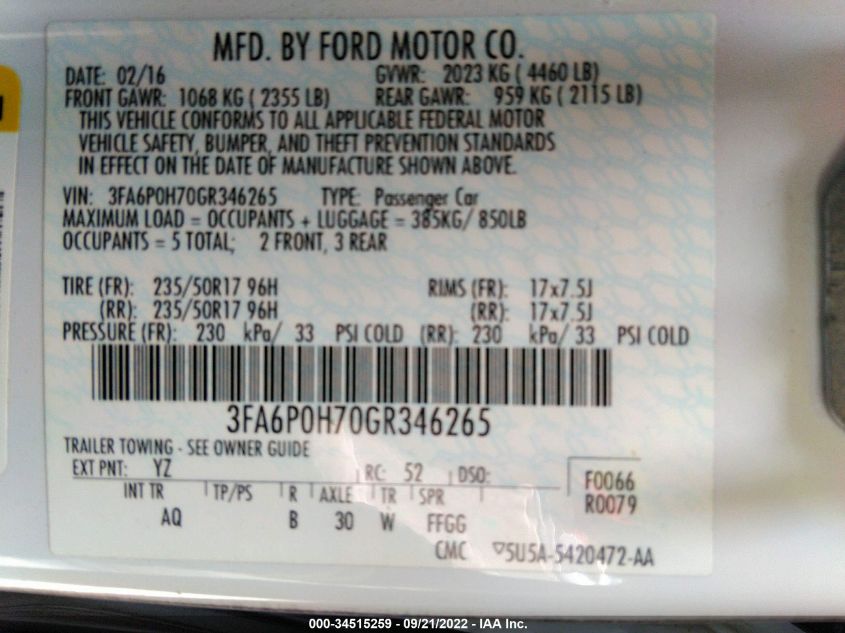 MFD. BY FORD MOTOR CO.
DATE: 02/16 GVWR: 2023 KG ( 4460 LB)
FRONT GAWR: 1068 KG ( 2355 LB) REAR GAWR: 959 KG ( 2115 LB)
THIS VEHICLE CONFORMS TO ALL APPLICABLE FEDERAL MOTOR
VEHICLE SAFETY, BUMPER, AND THEFT PREVENTION STANDARDS
IN EFFECT ON THE DATE OF MANUFACTURE SHOWN ABOVE.
VIN: 3FA6P0H70GR346265 TYPE: Passenger Car
MAXIMUM LOAD = OCCUPANTS + LUGGAGE = 385KG/ 850LB
OCCUPANTS = 5 TOTAL; 2 FRONT, 3 REAR
TIRE (FR): 235/50R17 96H RIMS (FR): 17x7.5J
(RR): 235/50R17 96H (RR): 17x7.5J
PRESSURE (FR): 230 kPa/ 33 PSI COLD (RR): 230 kPa/ 33 PSI COLD
3FA6P0H70GR346265
TRAILER TOWING - SEE OWNER GUIDE
EXT PNT: YZ RC: 52 DSO:
F0066
R0079
INT TR TP/PS R AXLE TR SPR
AQ B 30 W FFGG
CMC ▽5U5A-5420472-AA
000-34515259 - 09/21/2022 - IAA Inc.